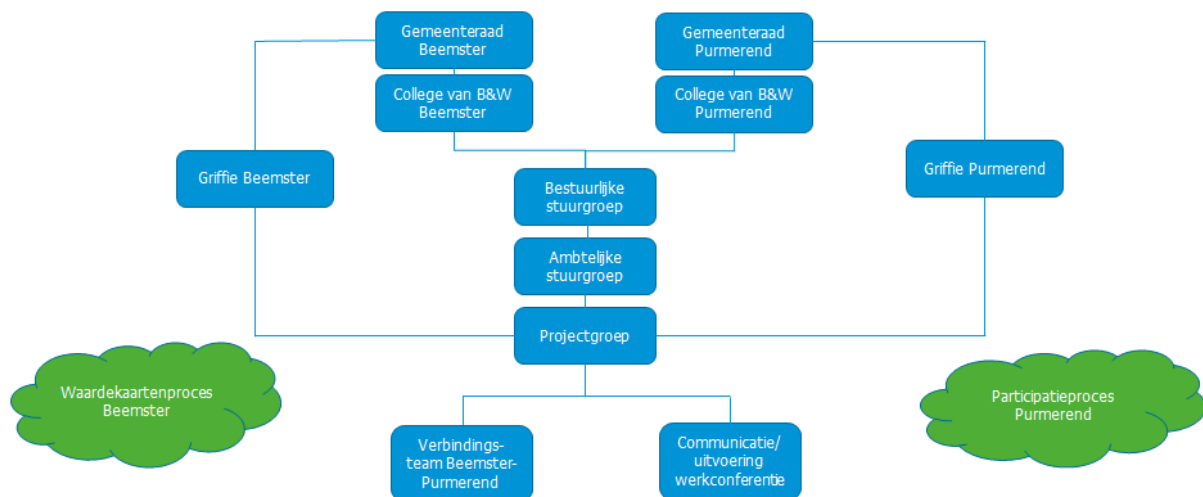 Gemeenteraad
Beemster
Gemeenteraad
Purmerend
College van B&W
Beemster
College van B&W
Purmerend
Griffie Beemster
Griffie Purmerend
Bestuurlijke
stuurgroep
Ambtelijke
stuurgroep
Projectgroep
Waardekaartenproces
Beemster
Participatieproces
Purmerend
Verbindings-
team Beemster-
Purmerend
Communicatie/
uitvoering
werkconferentie